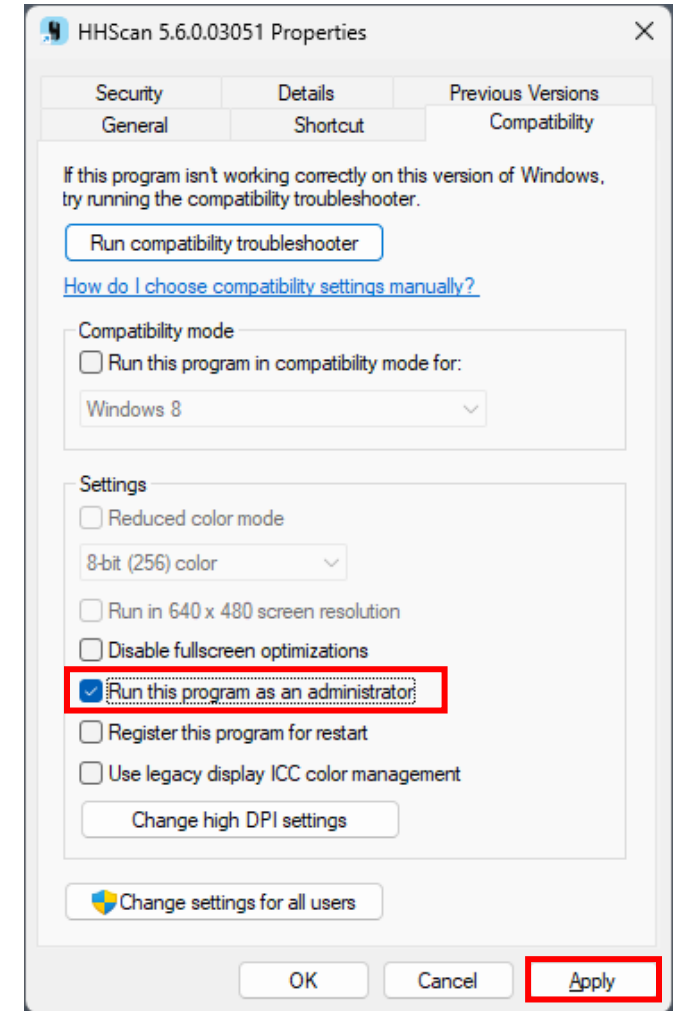 HHScan 5.6.0.03051 Properties
Security Details Previous Versions
General Shortcut Compatibility
If this program isn't working correctly on this version of Windows,
try running the compatibility troubleshooter.
Run compatibility troubleshooter
How do I choose compatibility settings manually?
Compatibility mode
Run this program in compatibility mode for:
Windows 8
Settings
Reduced color mode
8-bit (256) color
Run in 640 x 480 screen resolution
Disable fullscreen optimizations
Run this program as an administrator
Register this program for restart
Use legacy display ICC color management
Change high DPI settings
Change settings for all users
OK Cancel Apply